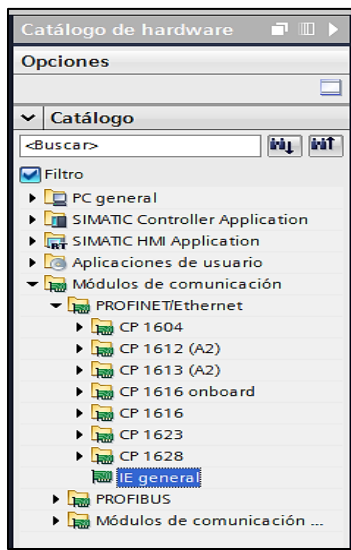 Catálogo de hardware
Opciones
Catálogo
<Buscar>
Filtro
PC general
SIMATIC Controller Application
SIMATIC HMI Application
Aplicaciones de usuario
Módulos de comunicación
PROFINET/Ethernet
CP 1604
CP 1612 (A2)
CP 1613 (A2)
CP 1616 onboard
CP 1616
CP 1623
CP 1628
IE general
PROFIBUS
Módulos de comunicación ...